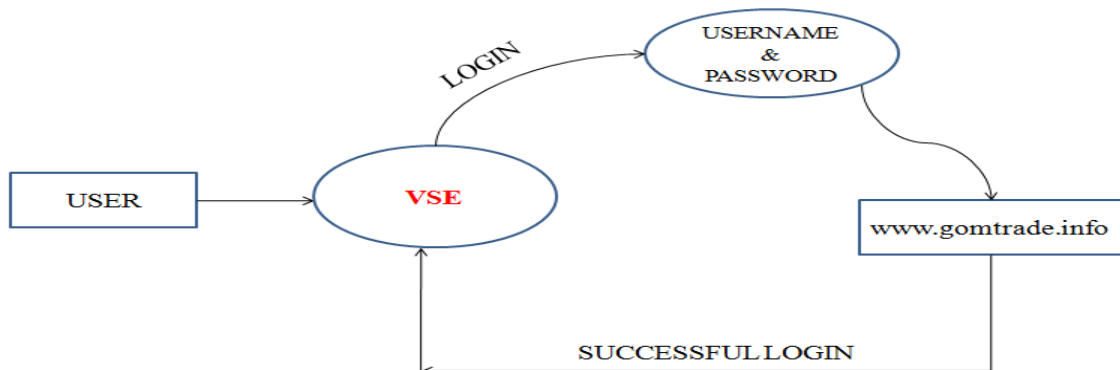 USERNAME
&
PASSWORD
LOGIN
VSE
USER
www.gomtrade.info
SUCCESSFUL LOGIN